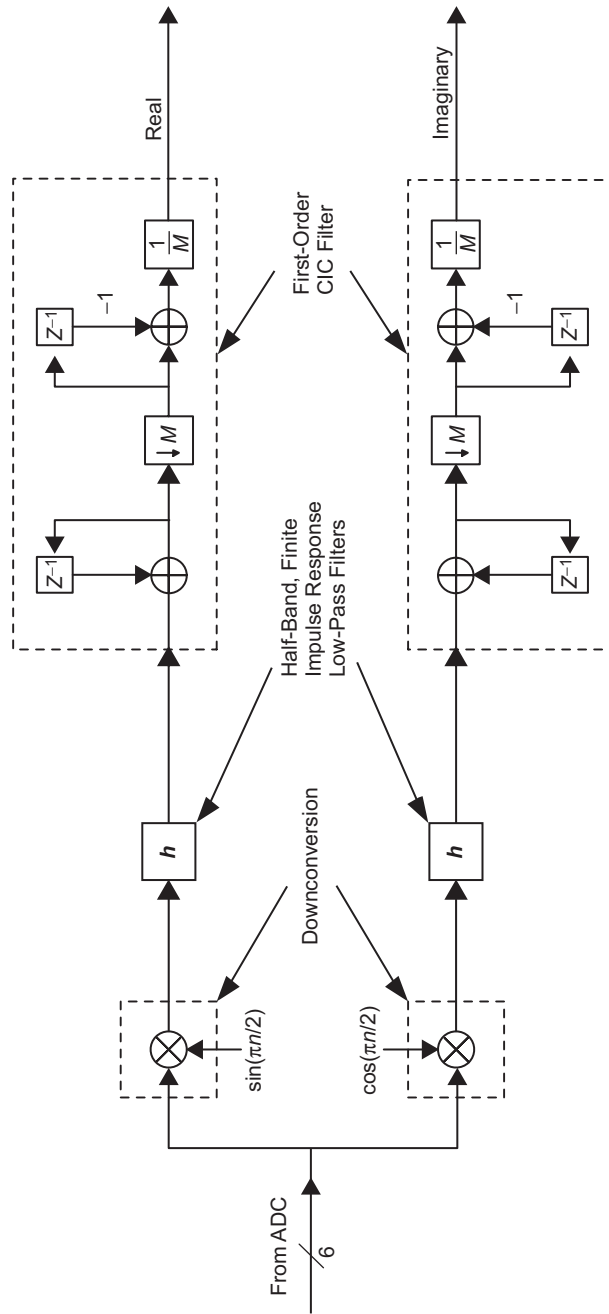 From ADC
6
sin(πn/2)
cos(πn/2)
Downconversion
h
h
Half-Band, Finite
Impulse Response
Low-Pass Filters
Z⁻¹
Z⁻¹
↓ M
↓ M
Z⁻¹
–1
Z⁻¹
–1
1/M
1/M
First-Order
CIC Filter
Real
Imaginary